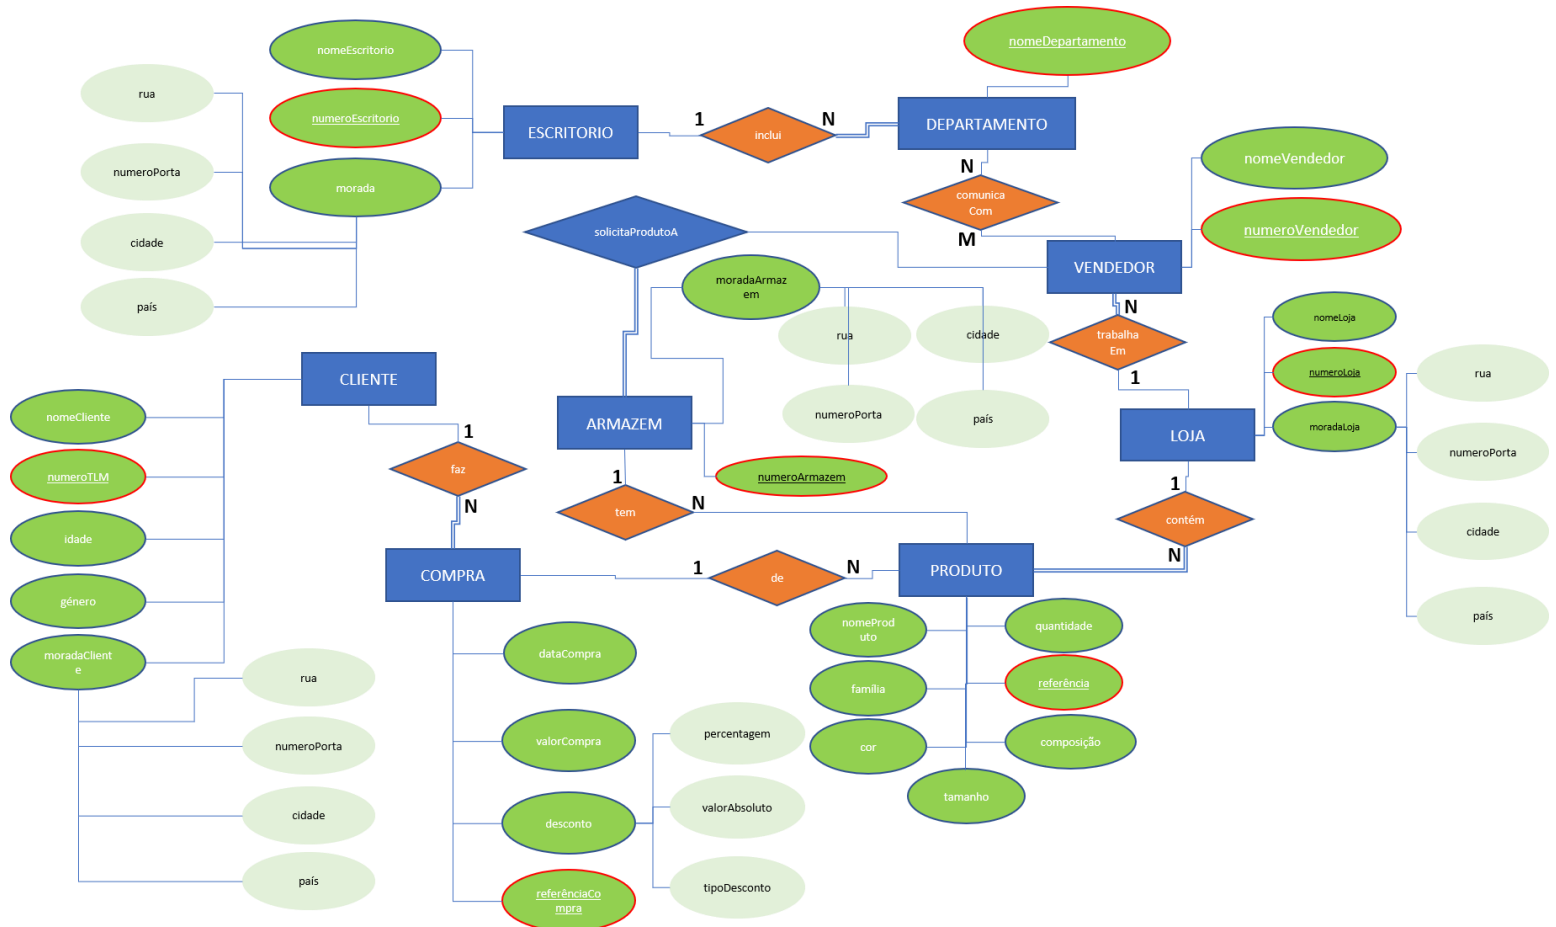 nomeDepartamento
nomeEscritorio
rua
numeroEscritorio
1
N
ESCRITORIO
inclui
DEPARTAMENTO
nomeVendedor
N
numeroPorta
morada
comunica
Com
solicitaProdutoA
numeroVendedor
M
cidade
VENDEDOR
moradaArmaz
em
país
N
nomeLoja
rua
cidade
trabalha
Em
numeroLoja
rua
CLIENTE
1
nomeCliente
numeroPorta
país
ARMAZEM
LOJA
moradaLoja
1
numeroPorta
faz
numeroTLM
1
numeroArmazem
1
N
tem
N
contém
cidade
idade
N
1
N
COMPRA
de
PRODUTO
género
nomeProd
uto
quantidade
país
moradaClient
e
dataCompra
rua
família
referência
percentagem
valorCompra
numeroPorta
cor
composição
tamanho
valorAbsoluto
cidade
desconto
país
tipoDesconto
referênciaCo
mpra